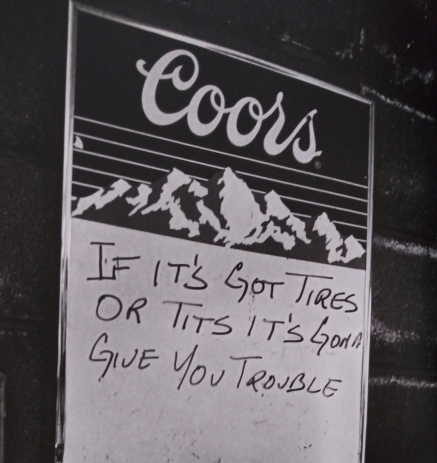 Coors
IF IT'S GOT TIRES
OR TITS IT'S GONA
GIVE YOU TROUBLE